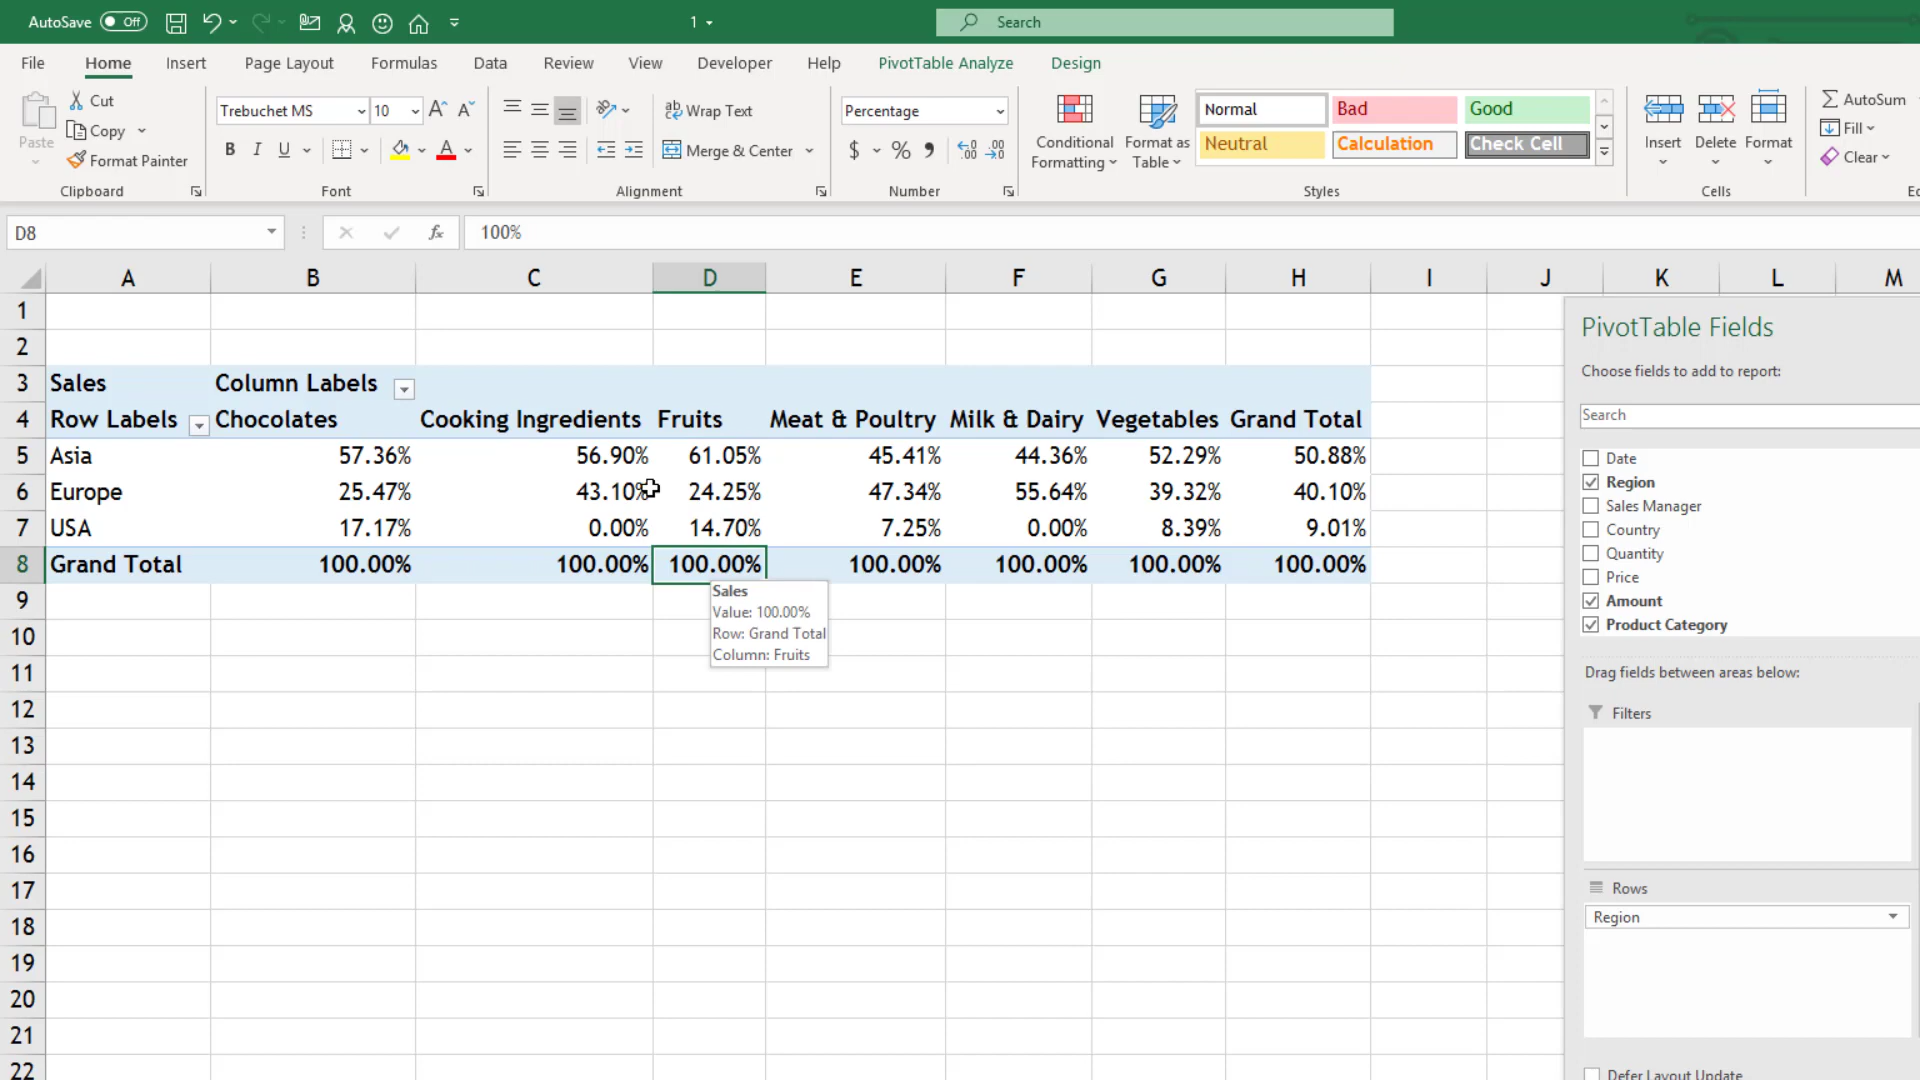 AutoSave Off 1 Search
File Home Insert Page Layout Formulas Data Review View Developer Help PivotTable Analyze Design
Paste Cut Copy Format Painter Clipboard
Trebuchet MS 10 B I U A Font
ab Wrap Text Merge & Center Alignment
Percentage $ % Number
Conditional Formatting Format as Table
Normal Bad Good
Neutral Calculation Check Cell
Styles
Insert Delete Format Cells
AutoSum
Fill
Clear
D8 fx 100%
A B C D E F G H I J K L M
1
2
3 Sales Column Labels
4 Row Labels Chocolates Cooking Ingredients Fruits Meat & Poultry Milk & Dairy Vegetables Grand Total
5 Asia 57.36% 56.90% 61.05% 45.41% 44.36% 52.29% 50.88%
6 Europe 25.47% 43.10% 24.25% 47.34% 55.64% 39.32% 40.10%
7 USA 17.17% 0.00% 14.70% 7.25% 0.00% 8.39% 9.01%
8 Grand Total 100.00% 100.00% 100.00% 100.00% 100.00% 100.00% 100.00%
9
10
11
12
13
14
15
16
17
18
19
20
21
22
Sales
Value: 100.00%
Row: Grand Total
Column: Fruits
PivotTable Fields
Choose fields to add to report:
Search
Date
Region
Sales Manager
Country
Quantity
Price
Amount
Product Category
Drag fields between areas below:
Filters
Rows
Region
Defer Layout Update